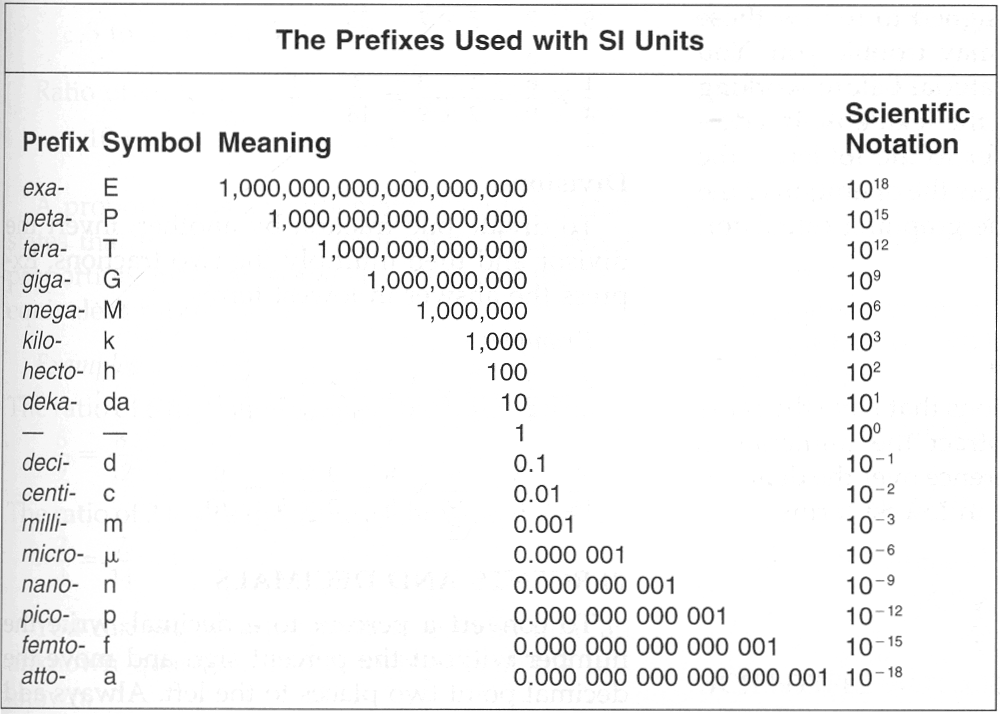 The Prefixes Used with SI Units
Prefix Symbol Meaning Scientific Notation
exa- E 1,000,000,000,000,000,000 10¹⁸
peta- P 1,000,000,000,000,000 10¹⁵
tera- T 1,000,000,000,000 10¹²
giga- G 1,000,000,000 10⁹
mega- M 1,000,000 10⁶
kilo- k 1,000 10³
hecto- h 100 10²
deka- da 10 10¹
— — 1 10⁰
deci- d 0.1 10⁻¹
centi- c 0.01 10⁻²
milli- m 0.001 10⁻³
micro- μ 0.000 001 10⁻⁶
nano- n 0.000 000 001 10⁻⁹
pico- p 0.000 000 000 001 10⁻¹²
femto- f 0.000 000 000 000 001 10⁻¹⁵
atto- a 0.000 000 000 000 000 001 10⁻¹⁸